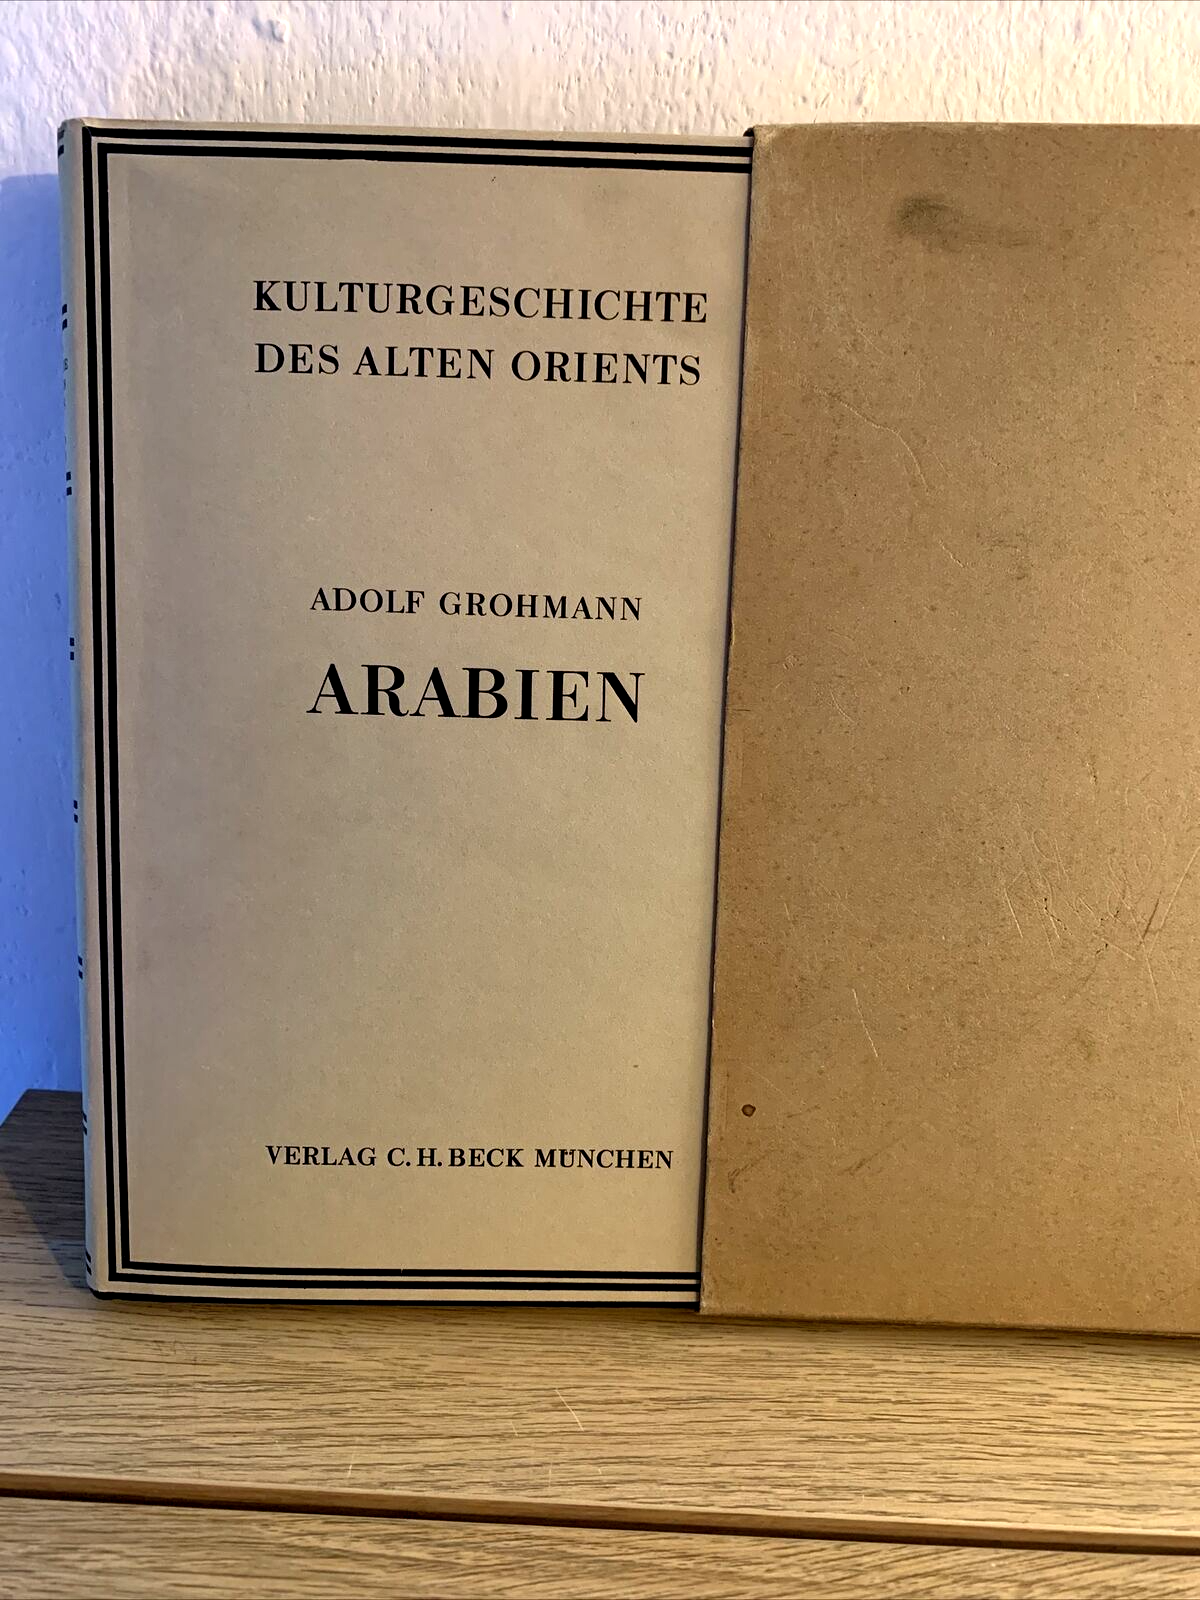 KULTURGESCHICHTE
DES ALTEN ORIENTS
ADOLF GROHMANN
ARABIEN
VERLAG C. H. BECK MÜNCHEN